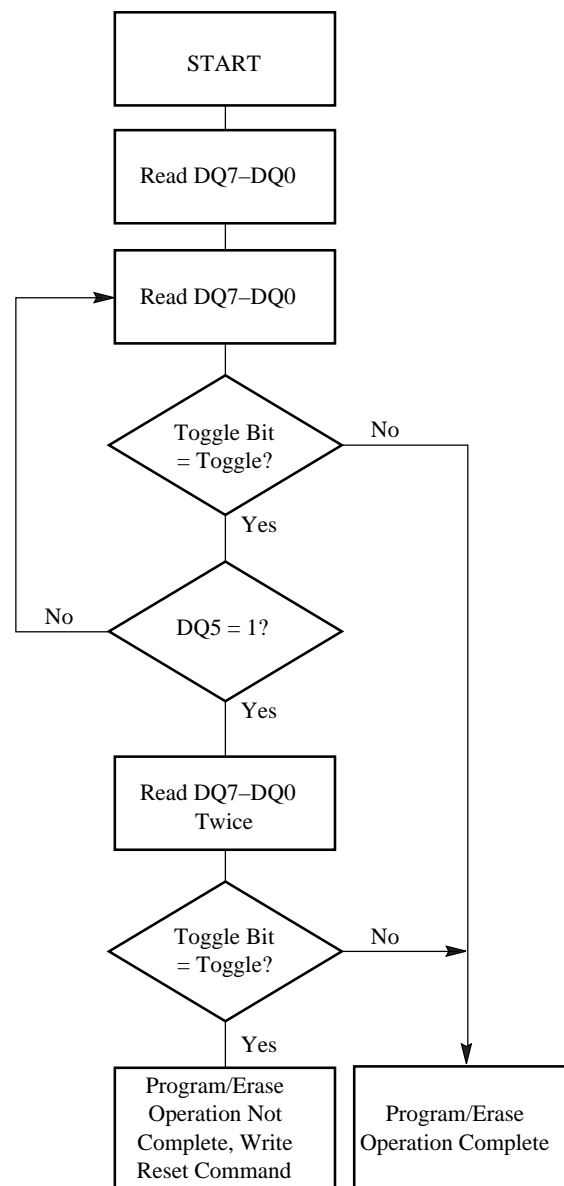 START
Read DQ7–DQ0
Read DQ7–DQ0
Toggle Bit
= Toggle?
No
Yes
No
DQ5 = 1?
Yes
Read DQ7–DQ0
Twice
Toggle Bit
= Toggle?
No
Yes
Program/Erase
Operation Not
Complete, Write
Reset Command
Program/Erase
Operation Complete